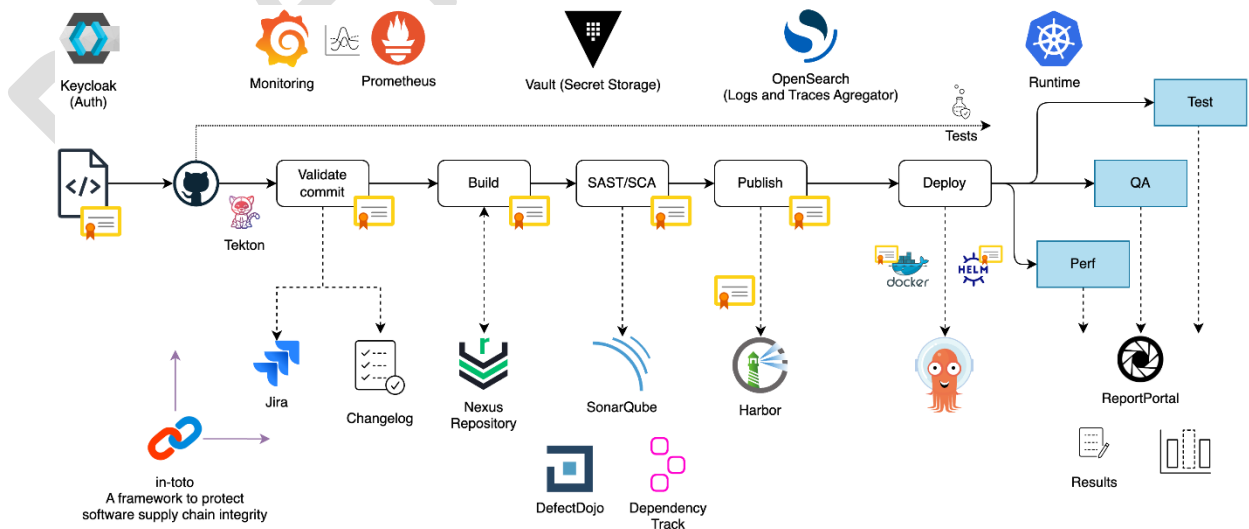 Keycloak
(Auth)
Monitoring
Prometheus
Vault (Secret Storage)
OpenSearch
(Logs and Traces Agregator)
Runtime
Test
Tests
</>
Validate
commit
Build
SAST/SCA
Publish
Deploy
QA
Tekton
docker
HELM
Perf
r
Jira
Changelog
Nexus
Repository
SonarQube
Harbor
ReportPortal
in-toto
A framework to protect
software supply chain integrity
DefectDojo
Dependency
Track
Results